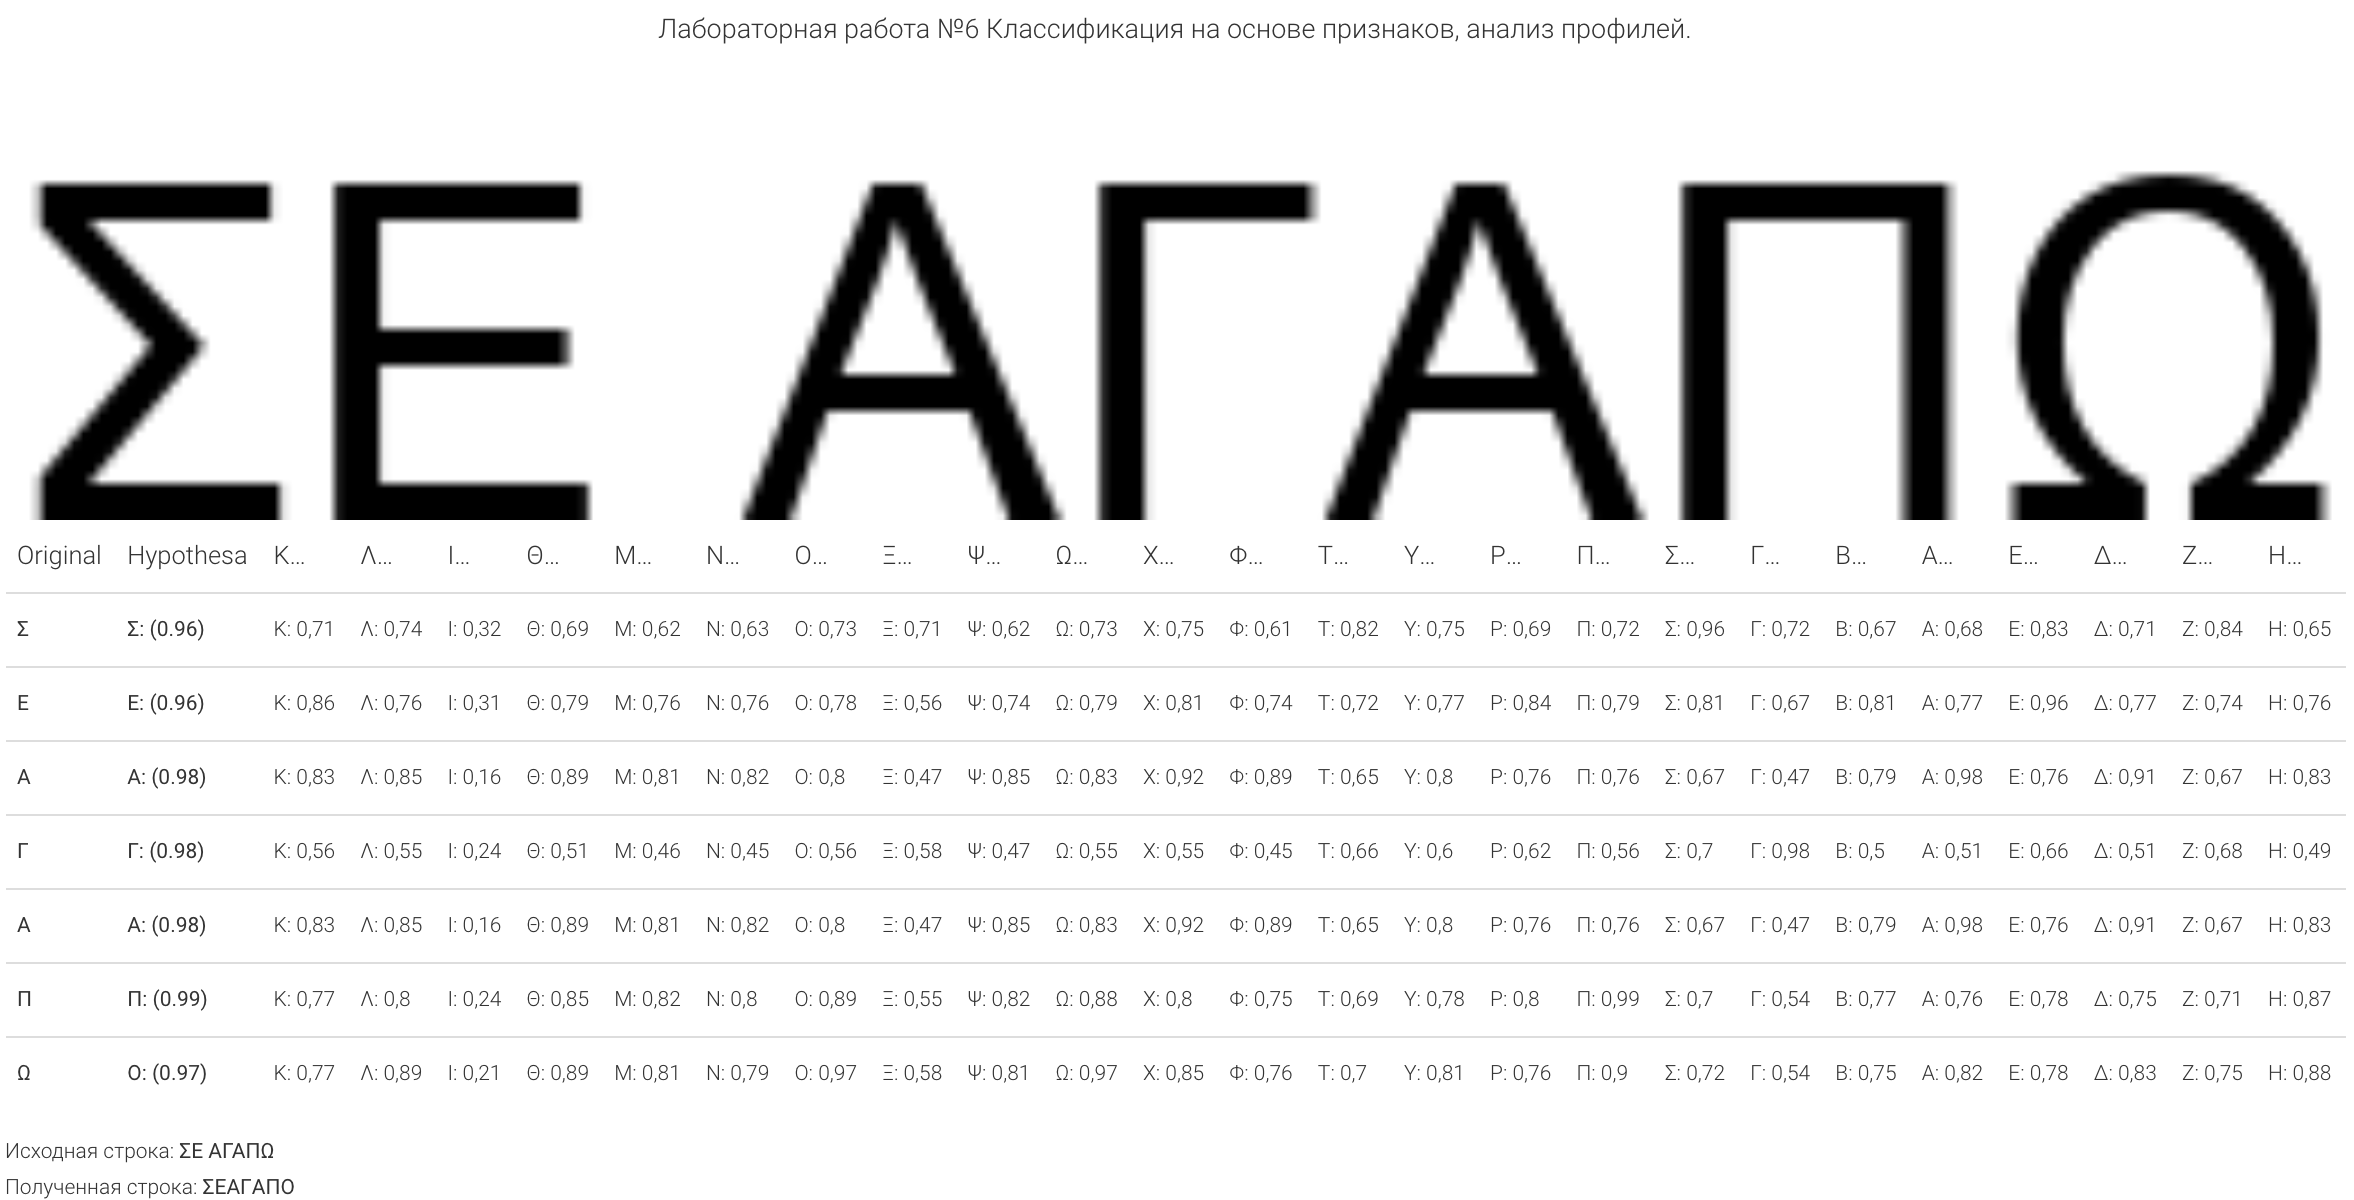 Лабораторная работа №6 Классификация на основе признаков, анализ профилей.
ΣΕ ΑΓΑΠΩ
Original Hypothesa Κ... Λ... Ι... Θ... Μ... Ν... Ο... Ξ... Ψ... Ω... Χ... Φ... Τ... Υ... Ρ... Π... Σ... Γ... Β... Α... Ε... Δ... Ζ... Η...
Σ Σ: (0.96) Κ: 0,71 Λ: 0,74 Ι: 0,32 Θ: 0,69 Μ: 0,62 Ν: 0,63 Ο: 0,73 Ξ: 0,71 Ψ: 0,62 Ω: 0,73 Χ: 0,75 Φ: 0,61 Τ: 0,82 Υ: 0,75 Ρ: 0,69 Π: 0,72 Σ: 0,96 Γ: 0,72 Β: 0,67 Α: 0,68 Ε: 0,83 Δ: 0,71 Ζ: 0,84 Η: 0,65
Ε Ε: (0.96) Κ: 0,86 Λ: 0,76 Ι: 0,31 Θ: 0,79 Μ: 0,76 Ν: 0,76 Ο: 0,78 Ξ: 0,56 Ψ: 0,74 Ω: 0,79 Χ: 0,81 Φ: 0,74 Τ: 0,72 Υ: 0,77 Ρ: 0,84 Π: 0,79 Σ: 0,81 Γ: 0,67 Β: 0,81 Α: 0,77 Ε: 0,96 Δ: 0,77 Ζ: 0,74 Η: 0,76
Α Α: (0.98) Κ: 0,83 Λ: 0,85 Ι: 0,16 Θ: 0,89 Μ: 0,81 Ν: 0,82 Ο: 0,8 Ξ: 0,47 Ψ: 0,85 Ω: 0,83 Χ: 0,92 Φ: 0,89 Τ: 0,65 Υ: 0,8 Ρ: 0,76 Π: 0,76 Σ: 0,67 Γ: 0,47 Β: 0,79 Α: 0,98 Ε: 0,76 Δ: 0,91 Ζ: 0,67 Η: 0,83
Γ Γ: (0.98) Κ: 0,56 Λ: 0,55 Ι: 0,24 Θ: 0,51 Μ: 0,46 Ν: 0,45 Ο: 0,56 Ξ: 0,58 Ψ: 0,47 Ω: 0,55 Χ: 0,55 Φ: 0,45 Τ: 0,66 Υ: 0,6 Ρ: 0,62 Π: 0,56 Σ: 0,7 Γ: 0,98 Β: 0,5 Α: 0,51 Ε: 0,66 Δ: 0,51 Ζ: 0,68 Η: 0,49
Α Α: (0.98) Κ: 0,83 Λ: 0,85 Ι: 0,16 Θ: 0,89 Μ: 0,81 Ν: 0,82 Ο: 0,8 Ξ: 0,47 Ψ: 0,85 Ω: 0,83 Χ: 0,92 Φ: 0,89 Τ: 0,65 Υ: 0,8 Ρ: 0,76 Π: 0,76 Σ: 0,67 Γ: 0,47 Β: 0,79 Α: 0,98 Ε: 0,76 Δ: 0,91 Ζ: 0,67 Η: 0,83
Π Π: (0.99) Κ: 0,77 Λ: 0,8 Ι: 0,24 Θ: 0,85 Μ: 0,82 Ν: 0,8 Ο: 0,89 Ξ: 0,55 Ψ: 0,82 Ω: 0,88 Χ: 0,8 Φ: 0,75 Τ: 0,69 Υ: 0,78 Ρ: 0,8 Π: 0,99 Σ: 0,7 Γ: 0,54 Β: 0,77 Α: 0,76 Ε: 0,78 Δ: 0,75 Ζ: 0,71 Η: 0,87
Ω Ο: (0.97) Κ: 0,77 Λ: 0,89 Ι: 0,21 Θ: 0,89 Μ: 0,81 Ν: 0,79 Ο: 0,97 Ξ: 0,58 Ψ: 0,81 Ω: 0,97 Χ: 0,85 Φ: 0,76 Τ: 0,7 Υ: 0,81 Ρ: 0,76 Π: 0,9 Σ: 0,72 Γ: 0,54 Β: 0,75 Α: 0,82 Ε: 0,78 Δ: 0,83 Ζ: 0,75 Η: 0,88
Исходная строка: ΣΕ ΑΓΑΠΩ
Полученная строка: ΣΕΑΓΑΠΟ